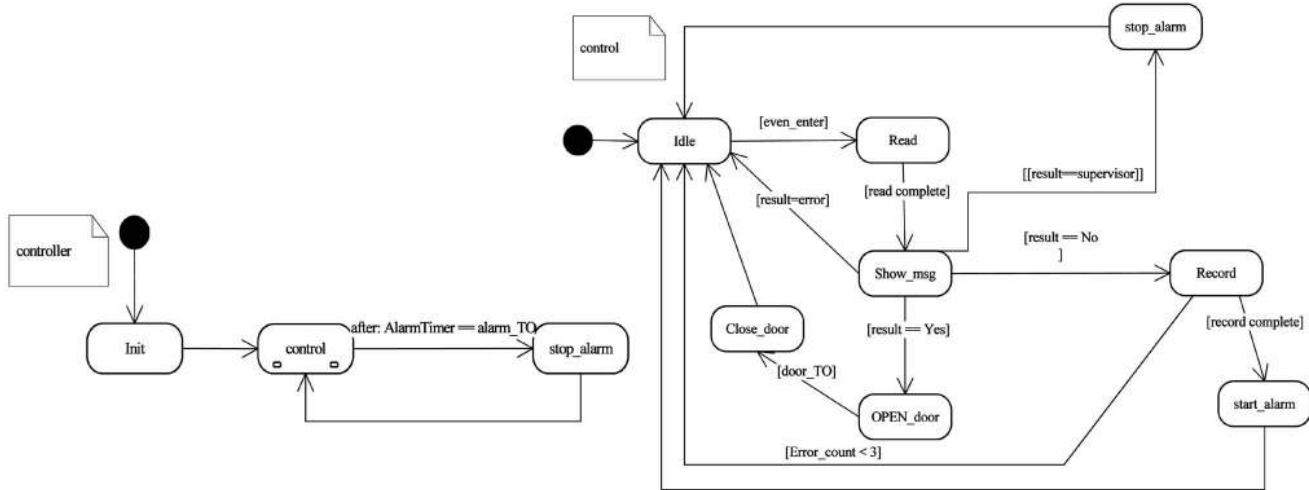 controller
Init
control
after: AlarmTimer == alarm_TO
stop_alarm
control
stop_alarm
Idle
[even_enter]
Read
[read complete]
[[result==supervisor]]
[result=error]
Show_msg
[result == No
]
Record
Close_door
[result == Yes]
[record complete]
[door_TO]
OPEN_door
start_alarm
[Error_count < 3]